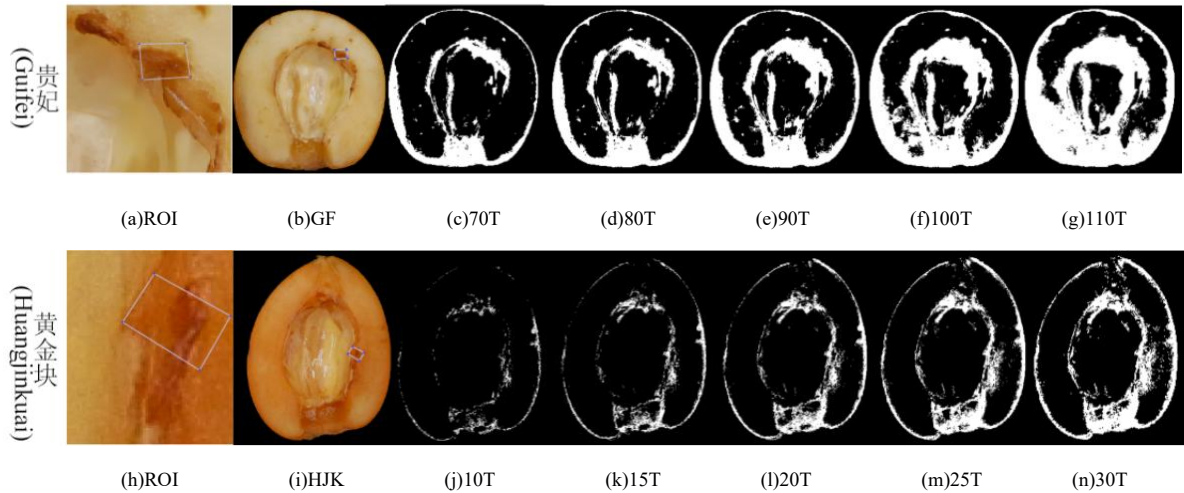 贵妃
(Guifei)
(a)ROI (b)GF (c)70T (d)80T (e)90T (f)100T (g)110T
黄金块
(Huangjinkuai)
(h)ROI (i)HJK (j)10T (k)15T (l)20T (m)25T (n)30T